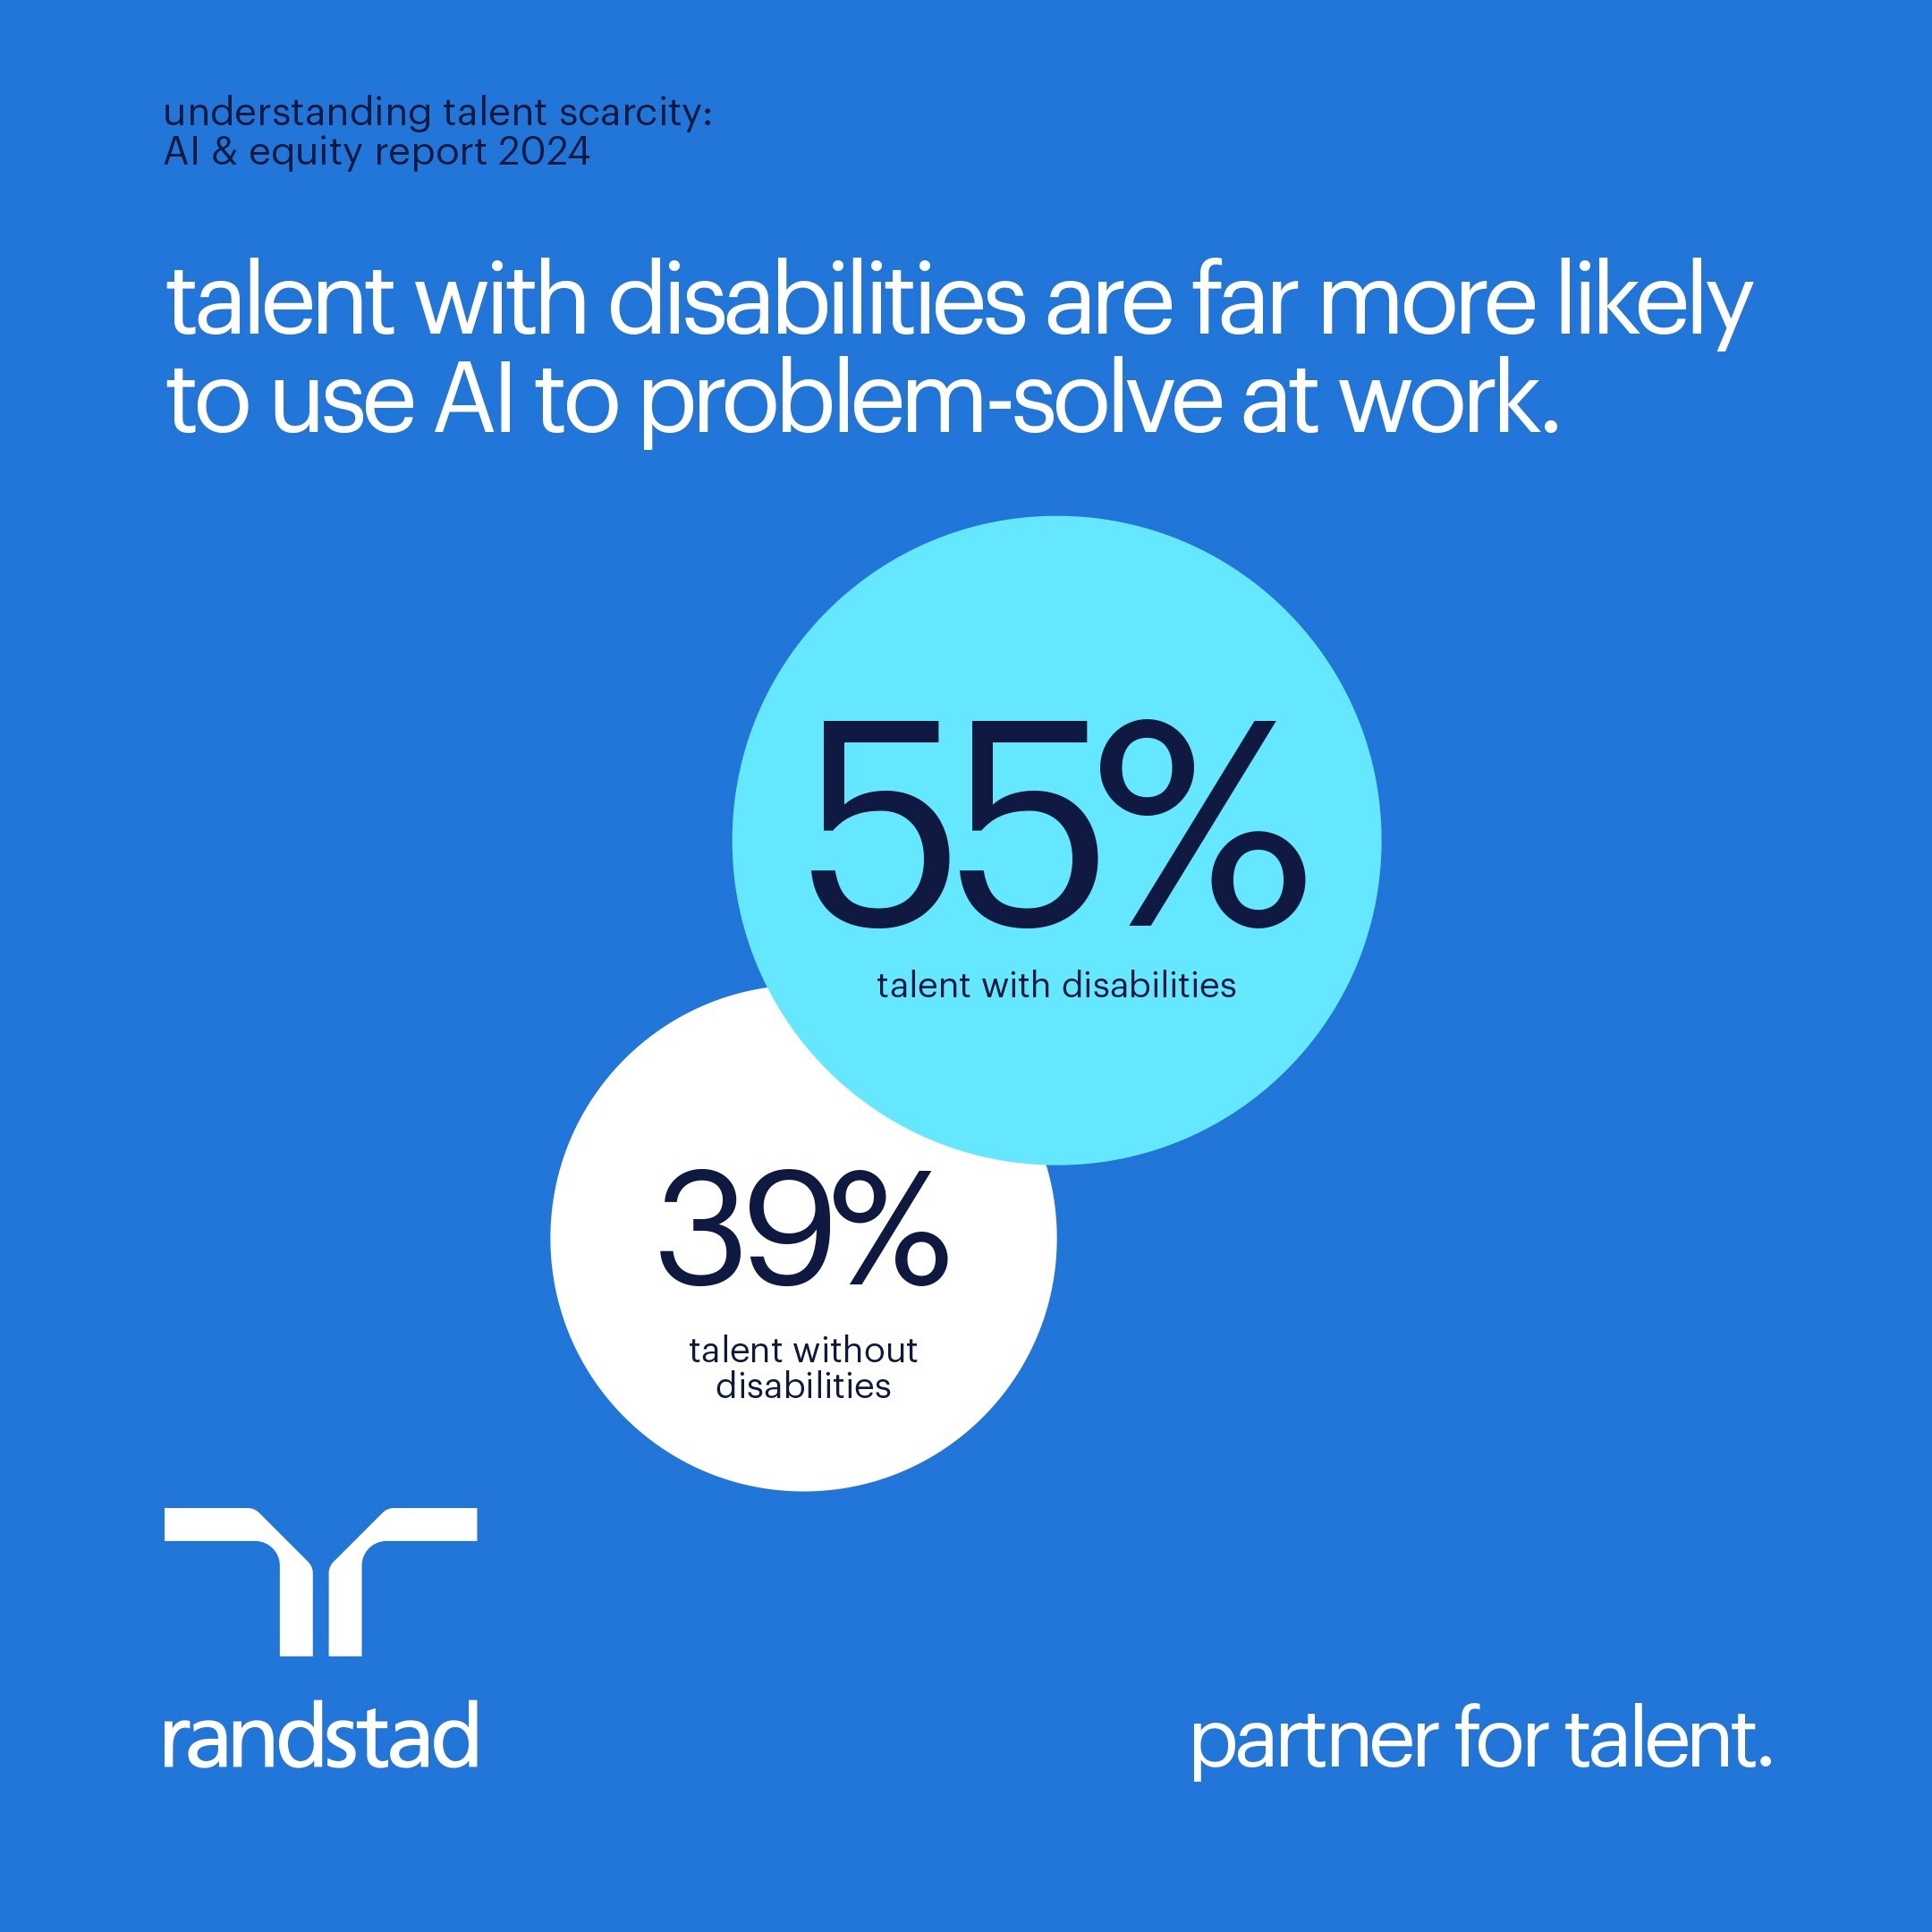 understanding talent scarcity:
AI & equity report 2024
talent with disabilities are far more likely
to use AI to problem-solve at work.
55%
talent with disabilities
39%
talent without
disabilities
randstad
partner for talent.